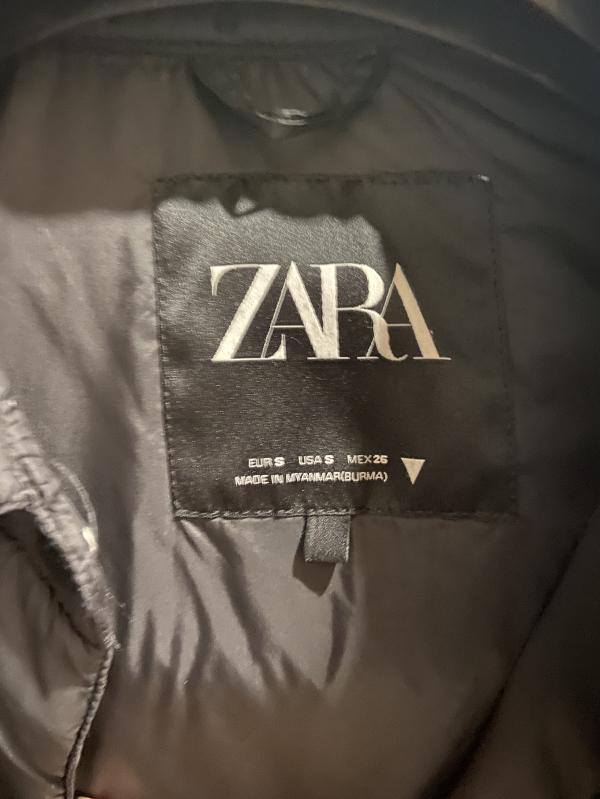 ZARA
EUR S USA S MEX 26
MADE IN MYANMAR(BURMA)